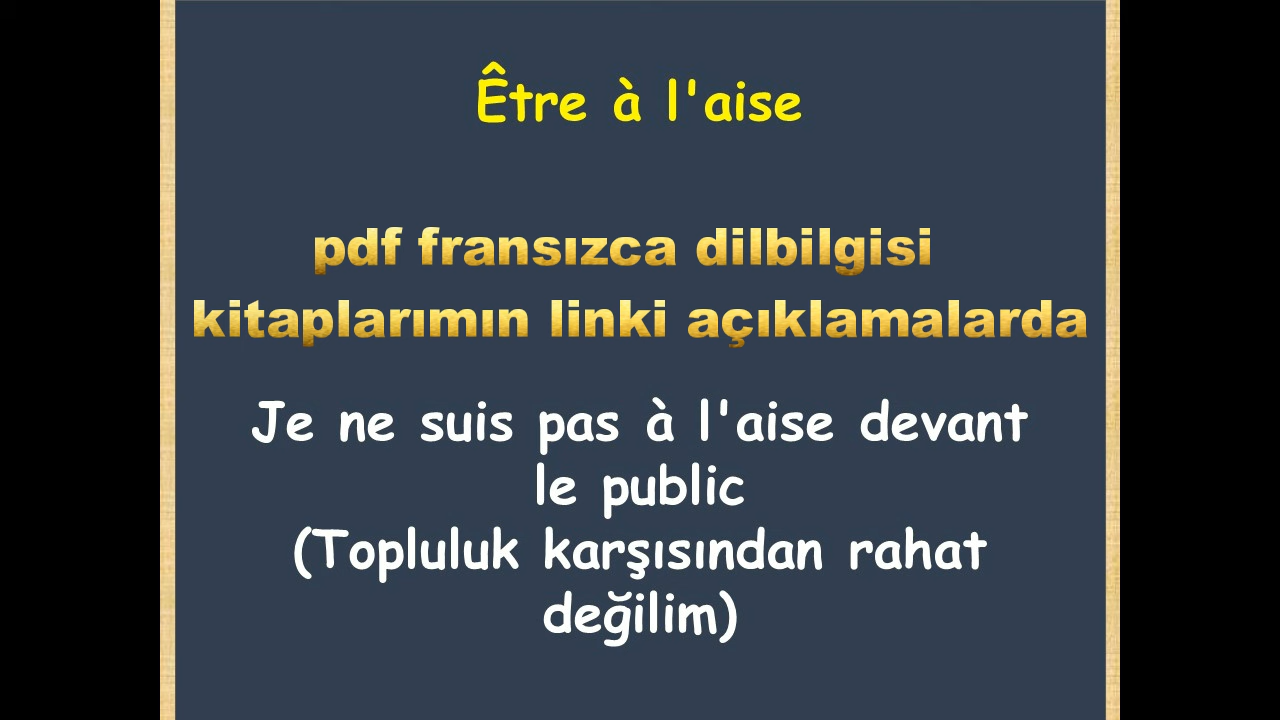 Être à l'aise
pdf fransızca dilbilgisi
kitaplarımın linki açıklamalarda
Je ne suis pas à l'aise devant
le public
(Topluluk karşısından rahat
değilim)